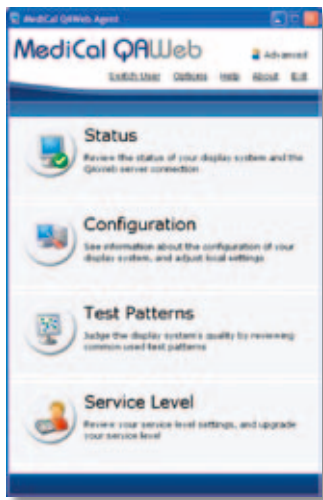 MediCal QAWeb Agent
MediCal QAWeb
Advanced
Switch User Options Help About Exit
Status
Review the status of your display system and the
QAWeb server connection
Configuration
See information about the configuration of your
display system, and adjust local settings
Test Patterns
Judge the display system's quality by reviewing
common used test patterns
Service Level
Review your service level settings, and upgrade
your service level